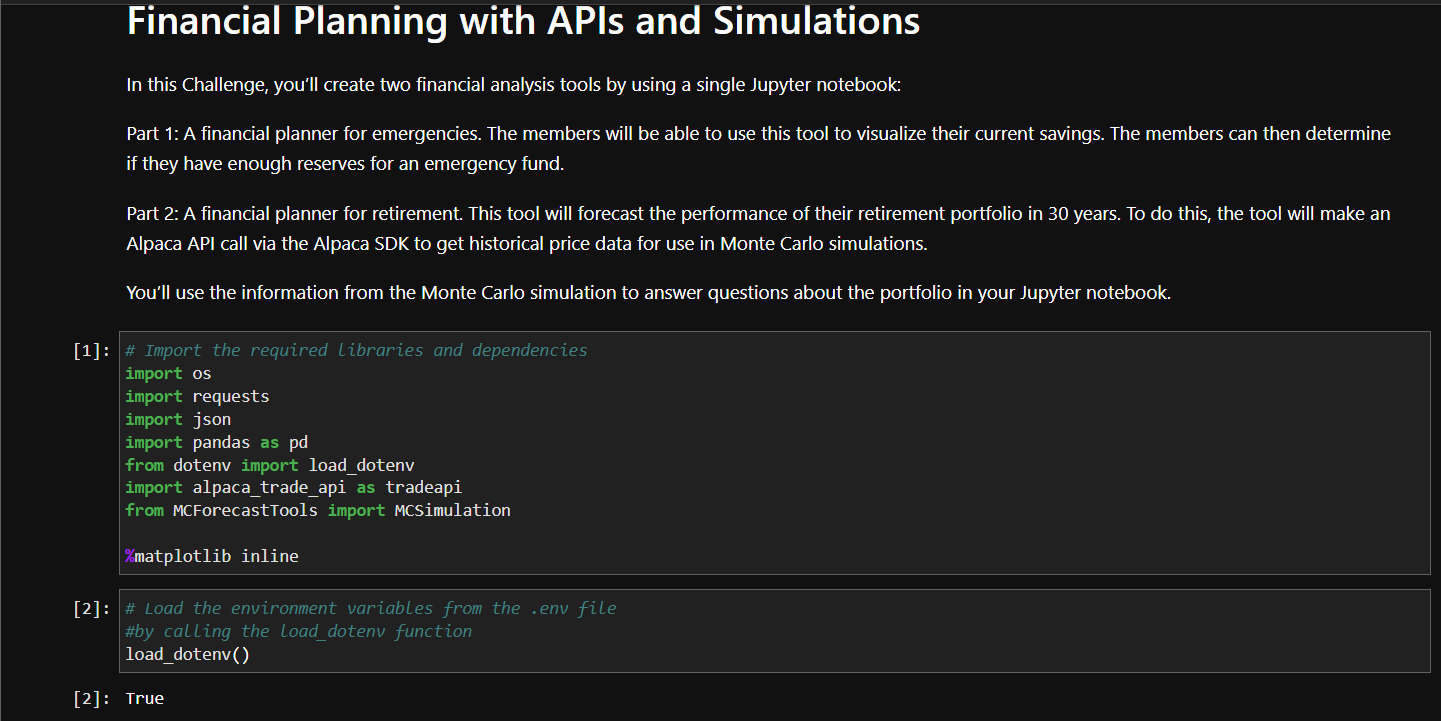 Financial Planning with APIs and Simulations
In this Challenge, you’ll create two financial analysis tools by using a single Jupyter notebook:
Part 1: A financial planner for emergencies. The members will be able to use this tool to visualize their current savings. The members can then determine
if they have enough reserves for an emergency fund.
Part 2: A financial planner for retirement. This tool will forecast the performance of their retirement portfolio in 30 years. To do this, the tool will make an
Alpaca API call via the Alpaca SDK to get historical price data for use in Monte Carlo simulations.
You’ll use the information from the Monte Carlo simulation to answer questions about the portfolio in your Jupyter notebook.
[1]: # Import the required libraries and dependencies
import os
import requests
import json
import pandas as pd
from dotenv import load_dotenv
import alpaca_trade_api as tradeapi
from MCForecastTools import MCSimulation
%matplotlib inline
[2]: # Load the environment variables from the .env file
#by calling the load_dotenv function
load_dotenv()
[2]: True